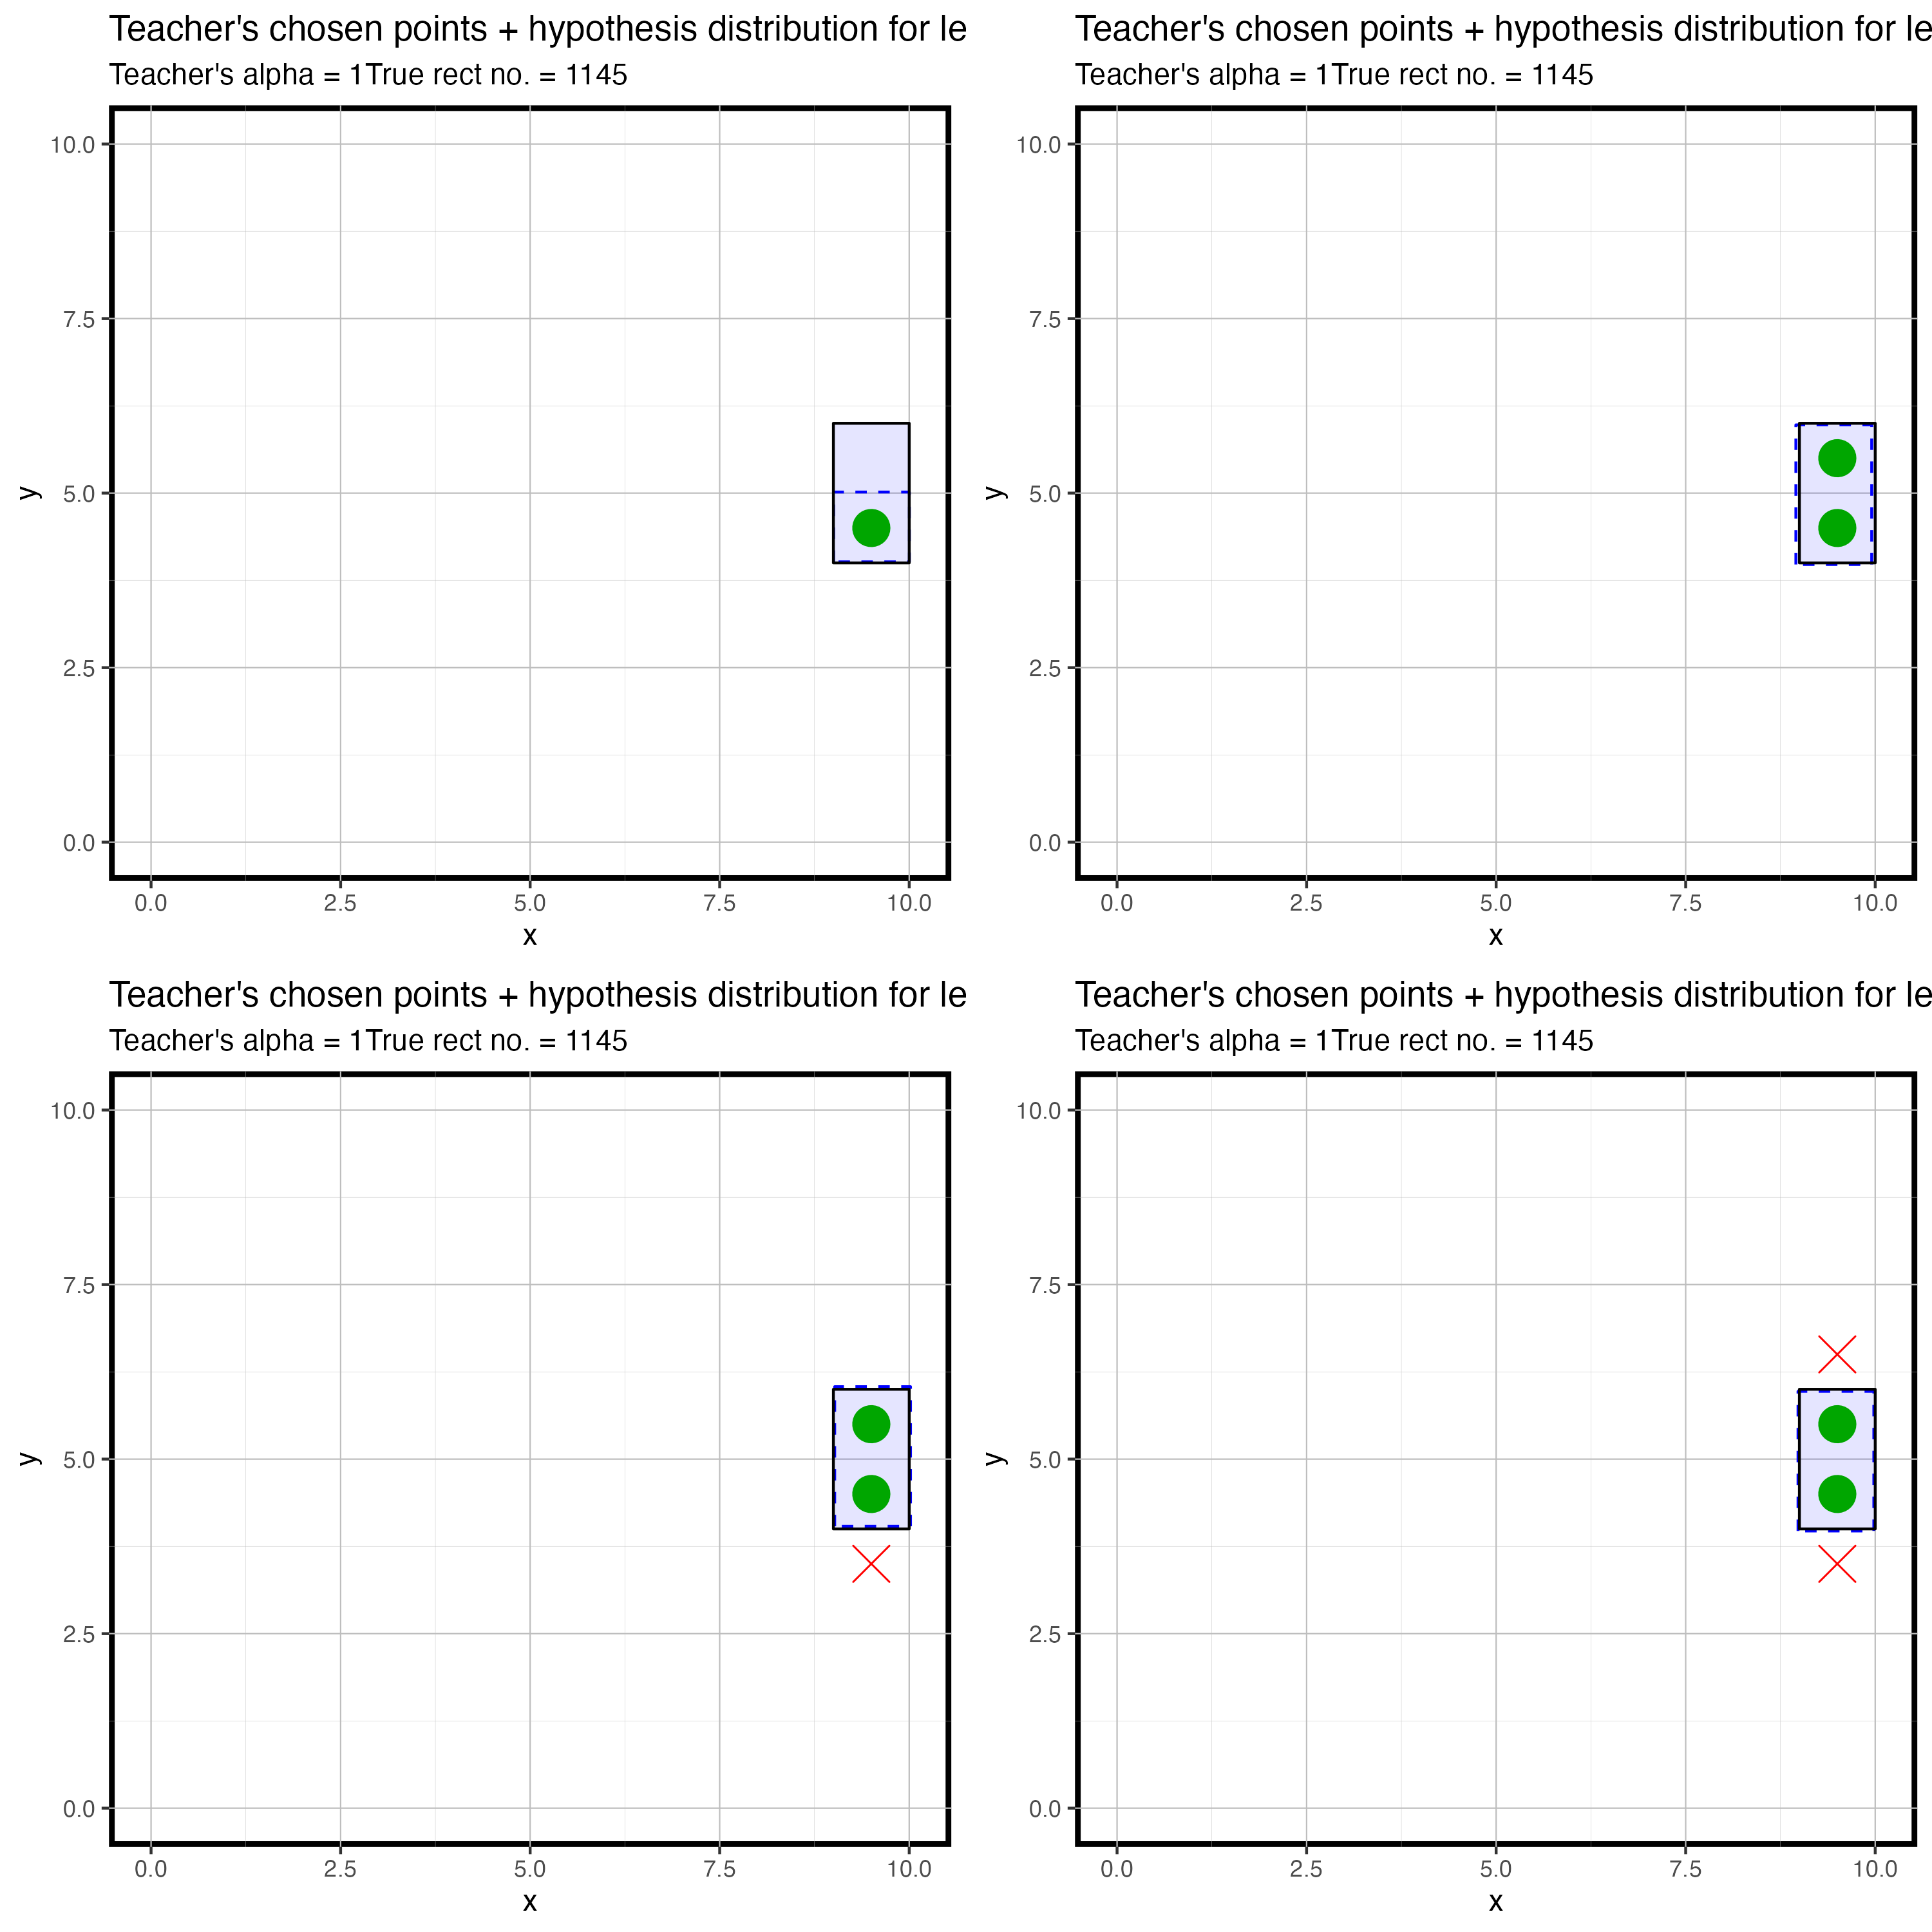 Teacher's chosen points + hypothesis distribution for le
Teacher's alpha = 1True rect no. = 1145
10.0
7.5
5.0
2.5
0.0
y
0.0 2.5 5.0 7.5 10.0
x
Teacher's chosen points + hypothesis distribution for le
Teacher's alpha = 1True rect no. = 1145
10.0
7.5
5.0
2.5
0.0
y
0.0 2.5 5.0 7.5 10.0
x
Teacher's chosen points + hypothesis distribution for le
Teacher's alpha = 1True rect no. = 1145
10.0
7.5
5.0
2.5
0.0
y
0.0 2.5 5.0 7.5 10.0
x
Teacher's chosen points + hypothesis distribution for le
Teacher's alpha = 1True rect no. = 1145
10.0
7.5
5.0
2.5
0.0
y
0.0 2.5 5.0 7.5 10.0
x